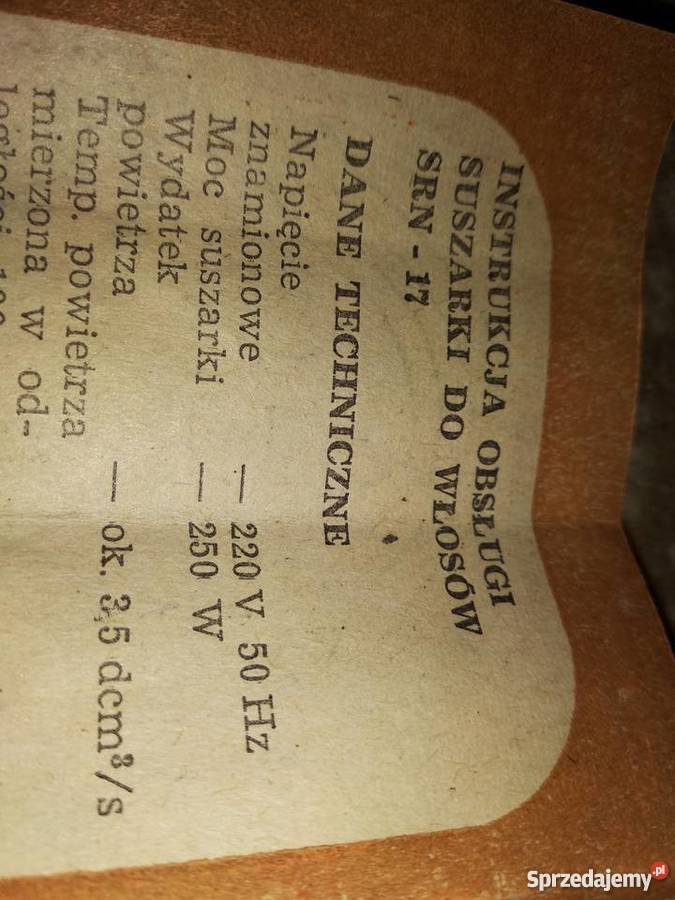 INSTRUKCJA OBSŁUGI
SUSZARKI DO WŁOSÓW
SRN - 17
DANE TECHNICZNE
Napięcie
znamionowe — 220 V 50 Hz
Moc suszarki — 250 W
Wydatek
powietrza — ok. 3,5 dcm³/s
Temp. powietrza
mierzona w od-
Sprzedajemy.pl